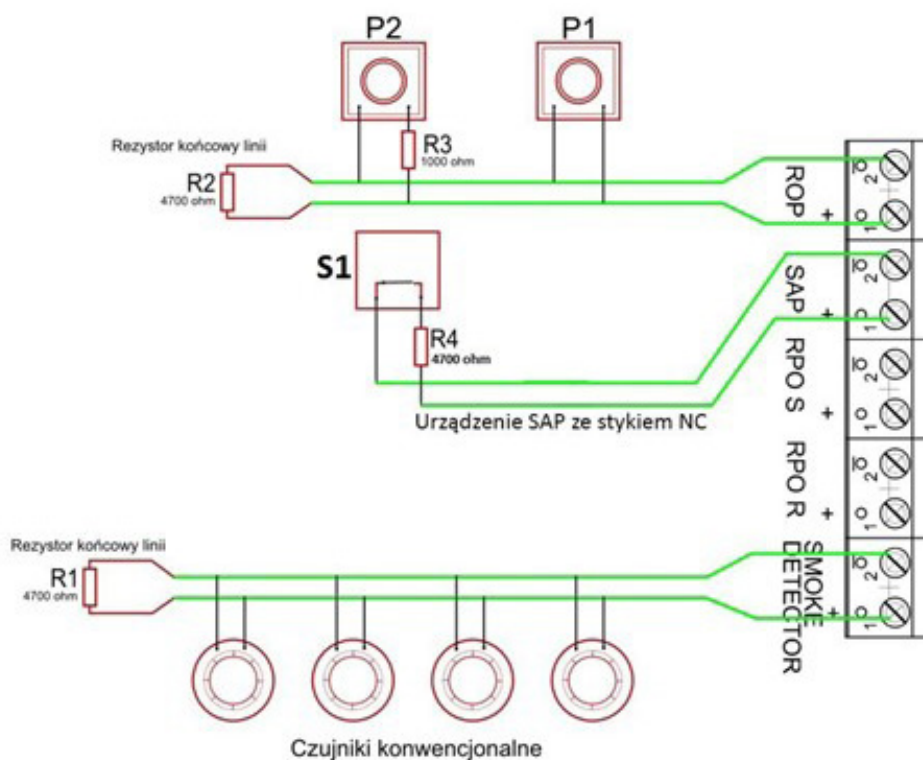 P2
P1
Rezystor końcowy linii
R3
1000 ohm
R2
4700 ohm
ROP
+
2
1
S1
SAP
+
2
1
R4
4700 ohm
Urządzenie SAP ze stykiem NC
RPO S
+
2
1
RPO R
+
2
1
Rezystor końcowy linii
R1
4700 ohm
SMOKE
DETECTOR
+
2
1
Czujniki konwencjonalne